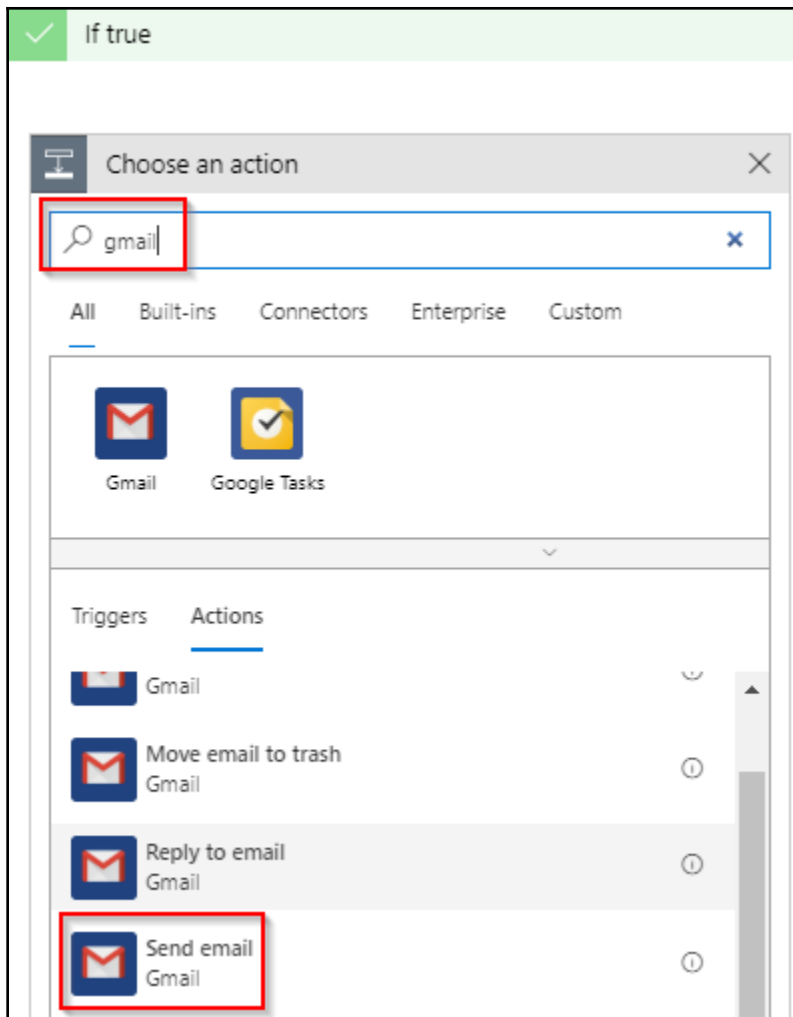 If true
Choose an action
gmail
All Built-ins Connectors Enterprise Custom
Gmail Google Tasks
Triggers Actions
Gmail
Move email to trash
Gmail
Reply to email
Gmail
Send email
Gmail